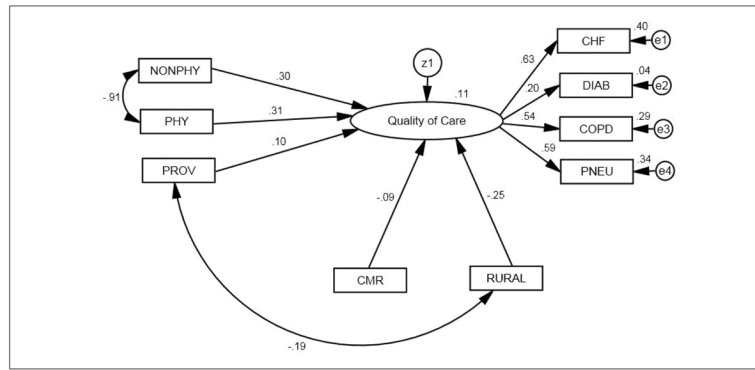 .40
CHF
e1
z1
.63
NONPHY
.30
.04
.11
DIAB
e2
.20
-.91
.31
Quality of Care
PHY
.54
.29
COPD
e3
.10
.59
.34
PROV
PNEU
e4
-.09
-.25
CMR
RURAL
-.19